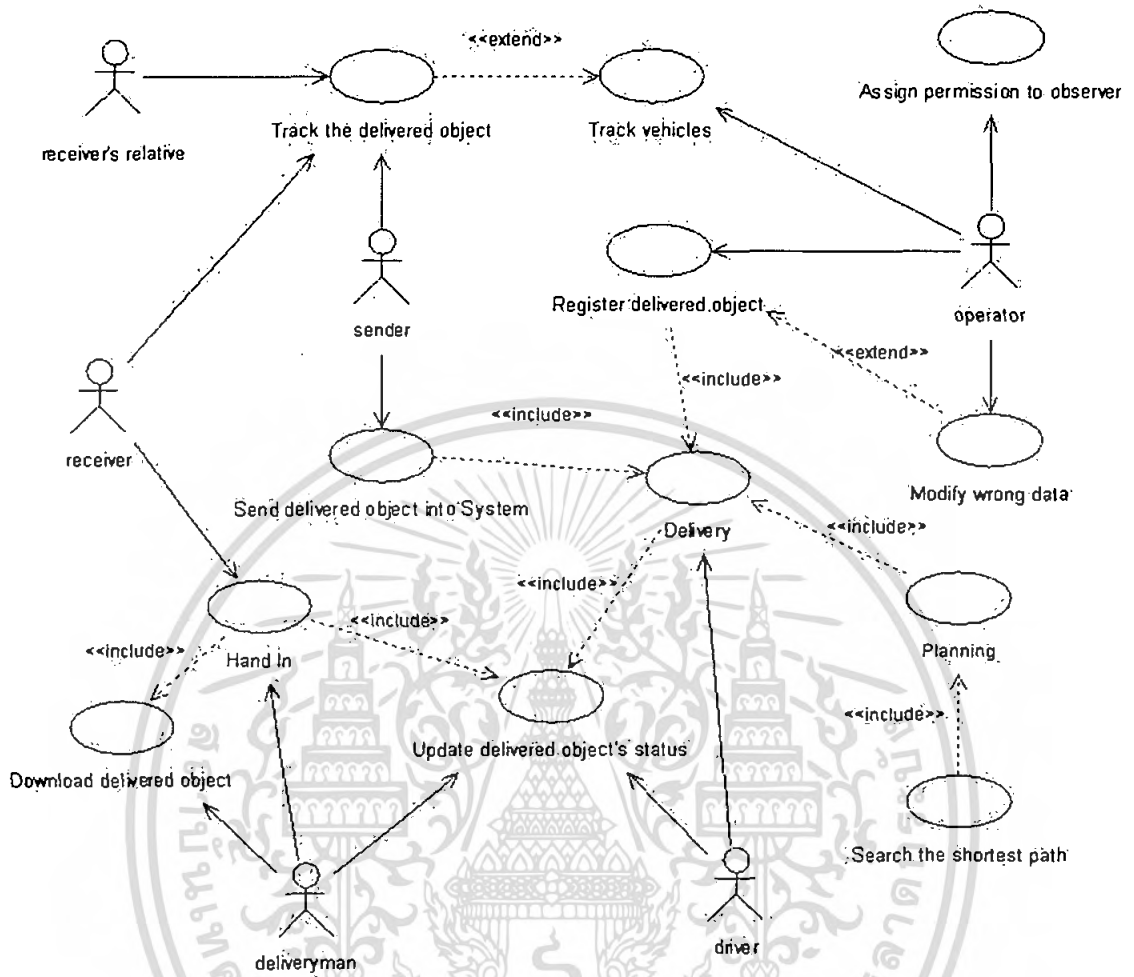 <<extend>>
Assign permission to observer
Track the delivered object
Track vehicles
receiver's relative
Register delivered object
operator
sender
<<extend>>
<<include>>
<<include>>
receiver
Send delivered object into System
Modify wrong data
Delivery
<<include>>
<<include>>
<<include>>
<<include>>
Hand In
Planning
<<include>>
Update delivered object's status
Download delivered object
Search the shortest path
driver
deliveryman